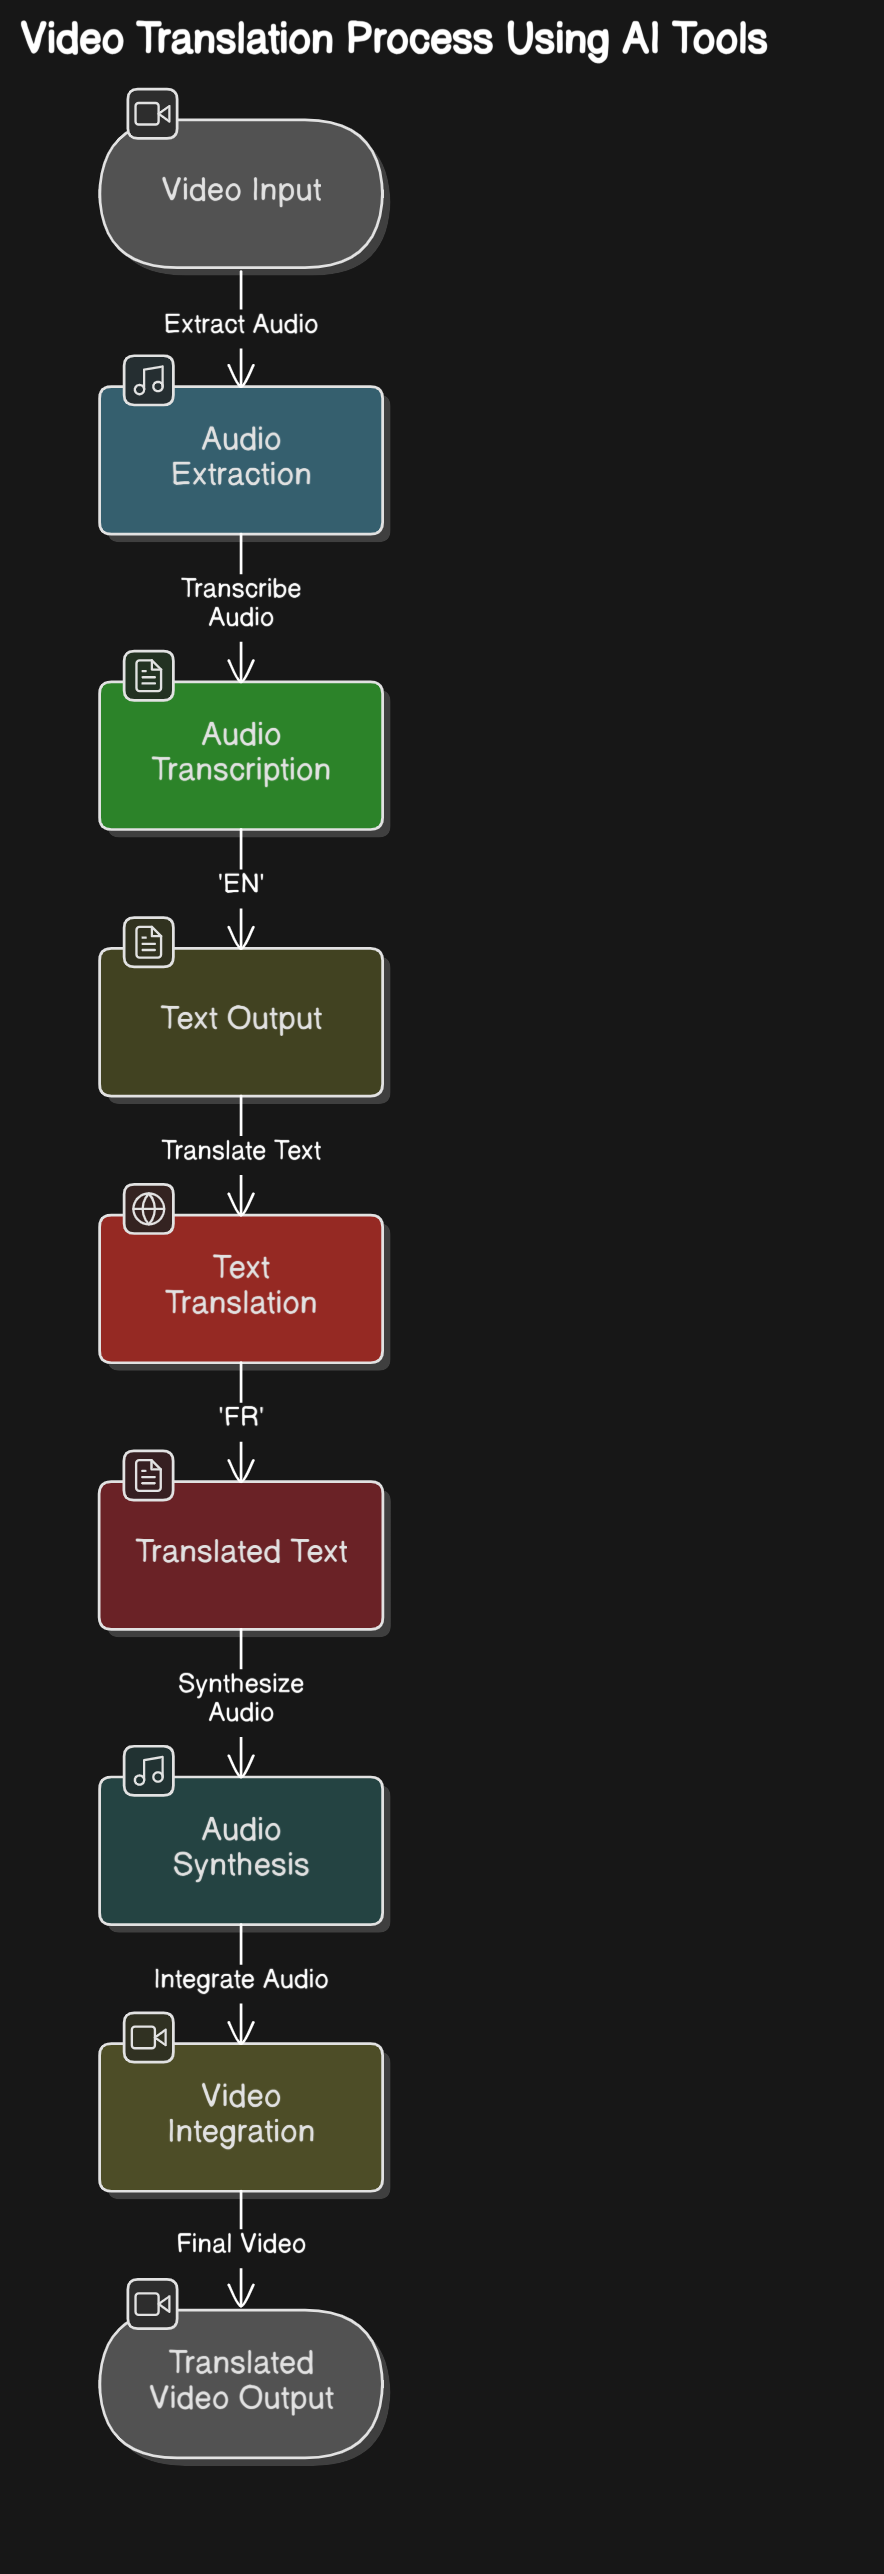 Video Translation Process Using AI Tools
Video Input
Extract Audio
Audio
Extraction
Transcribe
Audio
Audio
Transcription
'EN'
Text Output
Translate Text
Text
Translation
'FR'
Translated Text
Synthesize
Audio
Audio
Synthesis
Integrate Audio
Video
Integration
Final Video
Translated
Video Output